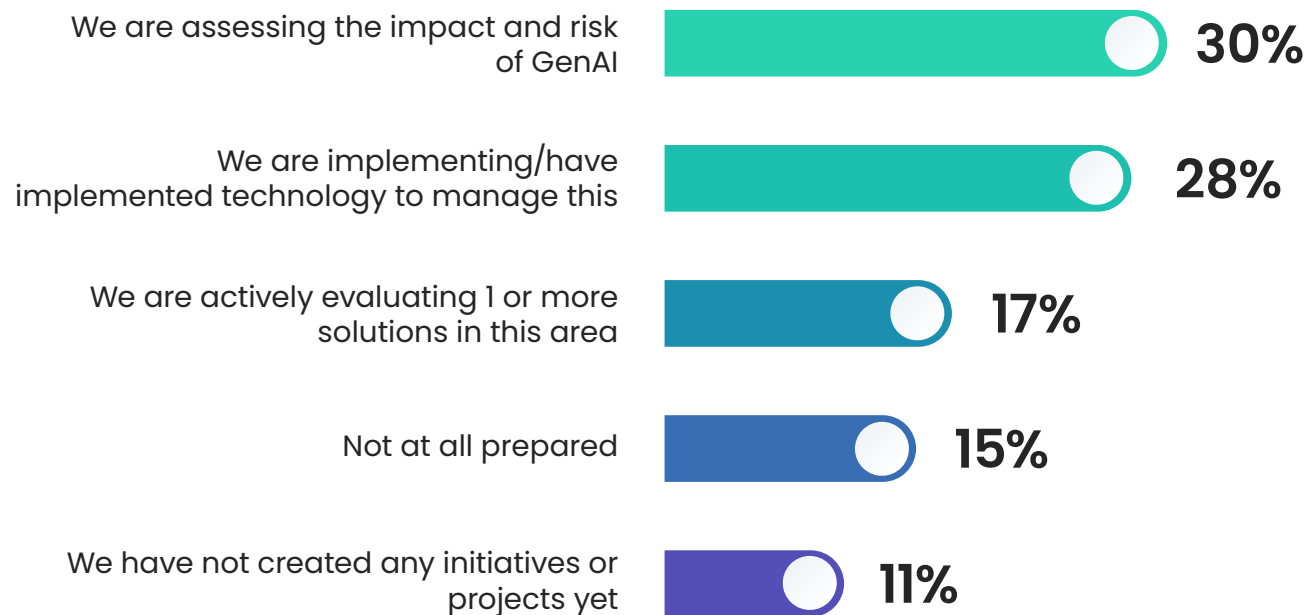 We are assessing the impact and risk
of GenAI
30%
We are implementing/have
implemented technology to manage this
28%
We are actively evaluating 1 or more
solutions in this area
17%
Not at all prepared
15%
We have not created any initiatives or
projects yet
11%